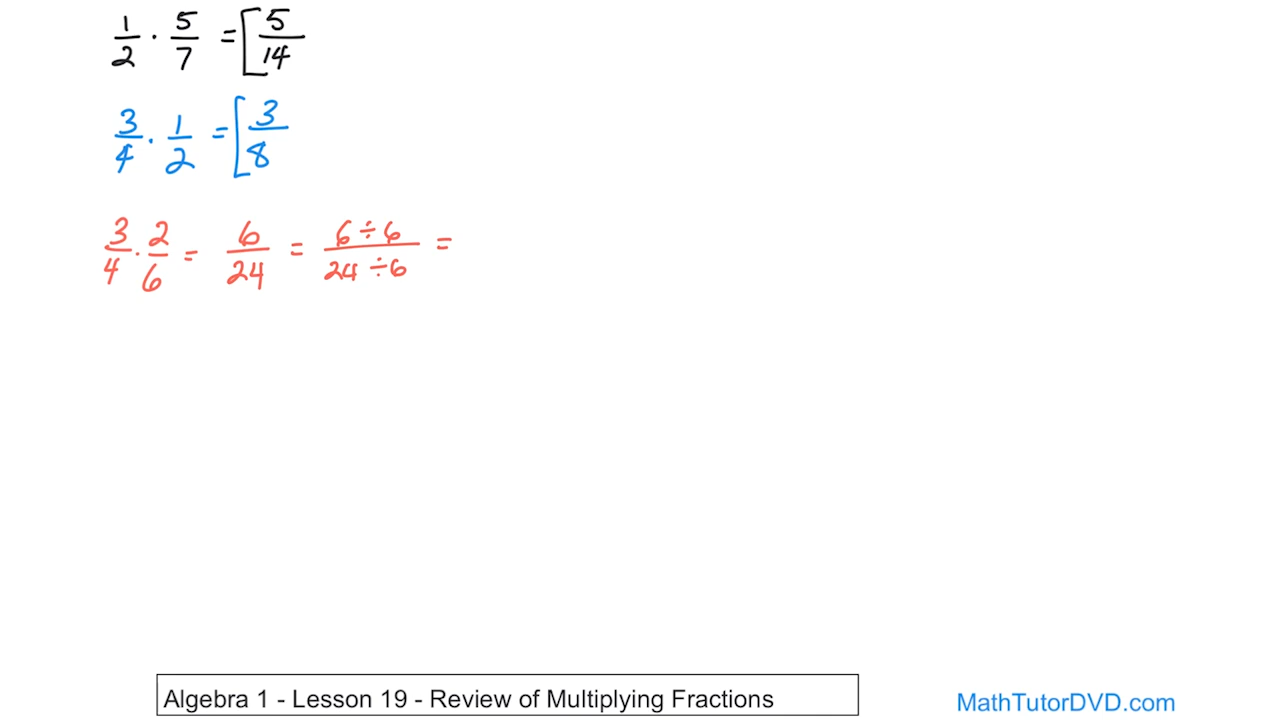 1/2 · 5/7 = [5/14
3/4 · 1/2 = [3/8
3/4 · 2/6 = 6/24 = 6÷6/24÷6 =
Algebra 1 - Lesson 19 - Review of Multiplying Fractions
MathTutorDVD.com